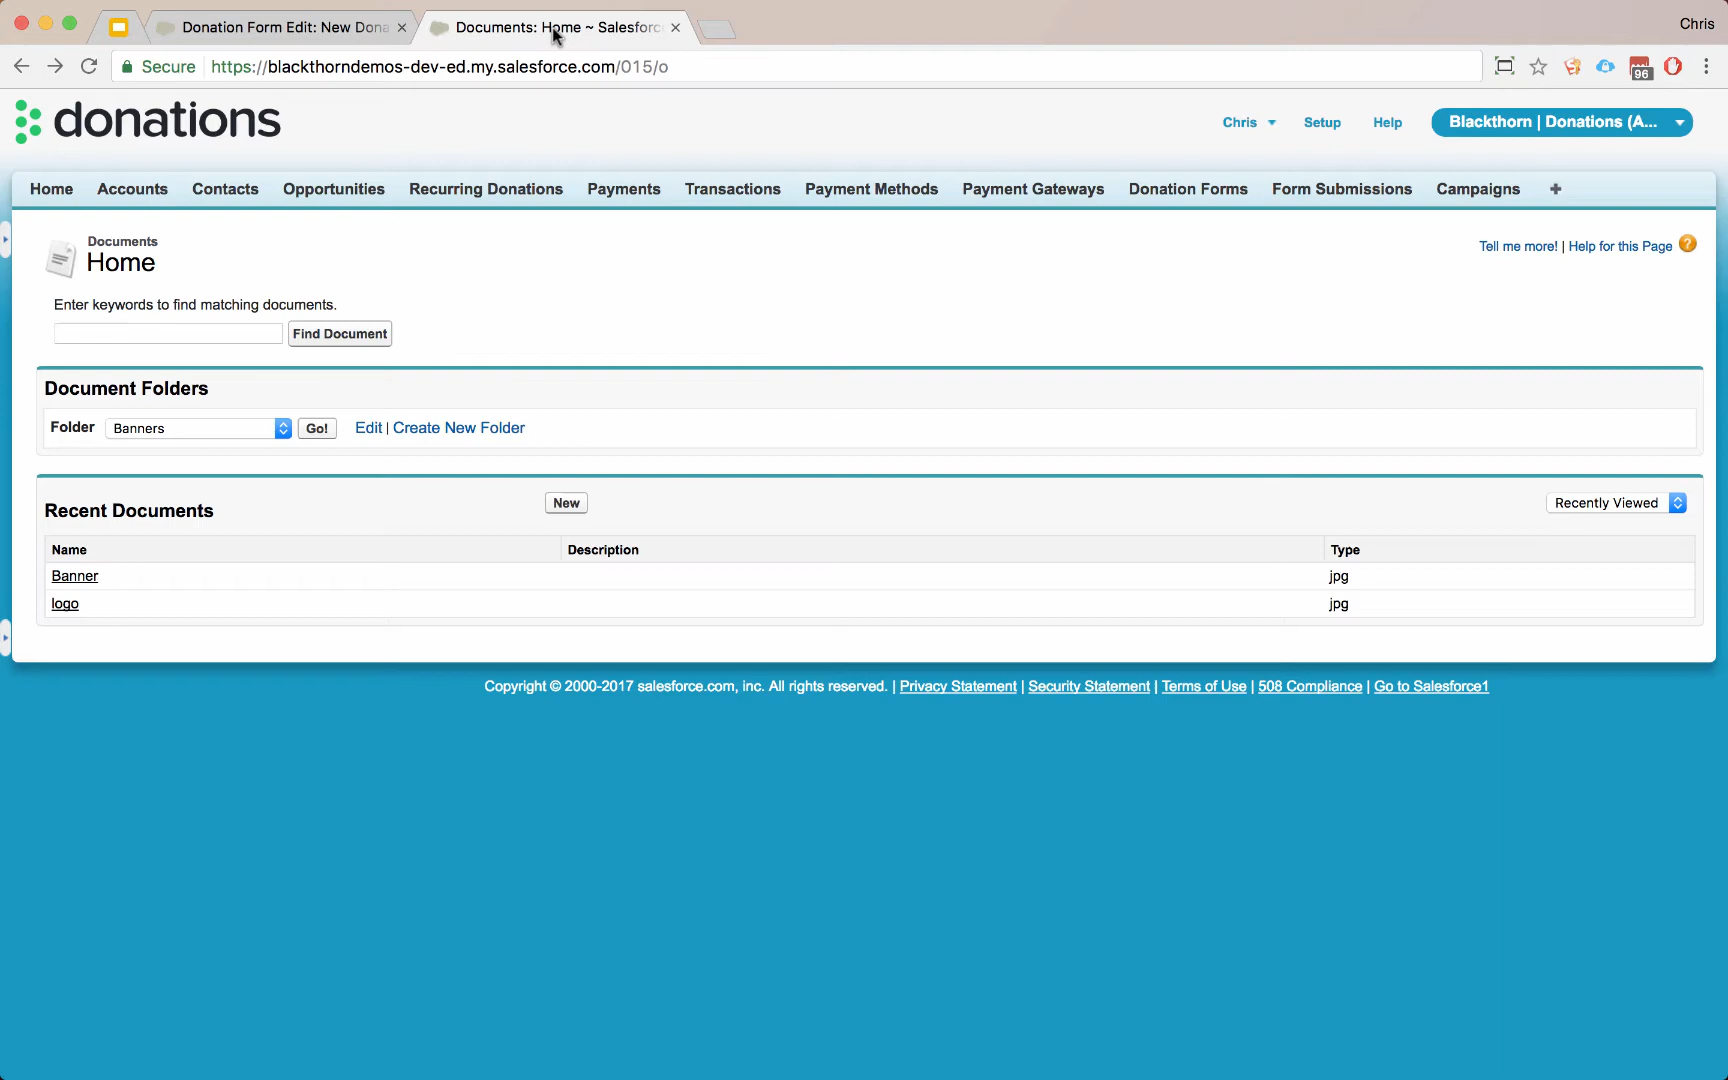 Donation Form Edit: New Dona
Documents: Home ~ Salesforc
Chris
Secure
https://blackthorndemos-dev-ed.my.salesforce.com/015/o
96
donations
Chris
Setup
Help
Blackthorn | Donations (A...
Home
Accounts
Contacts
Opportunities
Recurring Donations
Payments
Transactions
Payment Methods
Payment Gateways
Donation Forms
Form Submissions
Campaigns
+
Documents
Home
Tell me more! | Help for this Page
?
Enter keywords to find matching documents.
Find Document
Document Folders
Folder
Banners
Go!
Edit | Create New Folder
Recent Documents
New
Recently Viewed
Name
Description
Type
Banner
jpg
logo
jpg
Copyright © 2000-2017 salesforce.com, inc. All rights reserved. | Privacy Statement | Security Statement | Terms of Use | 508 Compliance | Go to Salesforce1